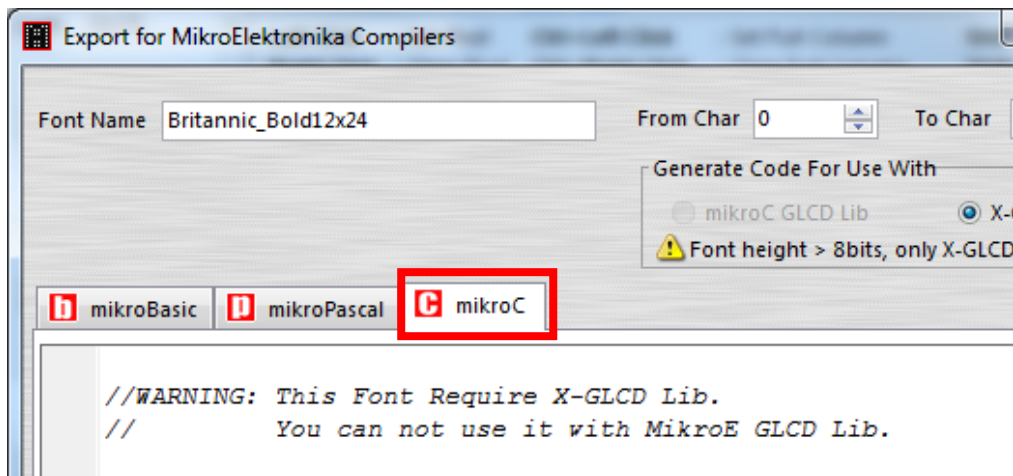 Export for MikroElektronika Compilers
Font Name Britannic_Bold12x24 From Char 0 To Char
Generate Code For Use With
mikroC GLCD Lib X-
Font height > 8bits, only X-GLCD
b mikroBasic p mikroPascal C mikroC
//WARNING: This Font Require X-GLCD Lib.
// You can not use it with MikroE GLCD Lib.